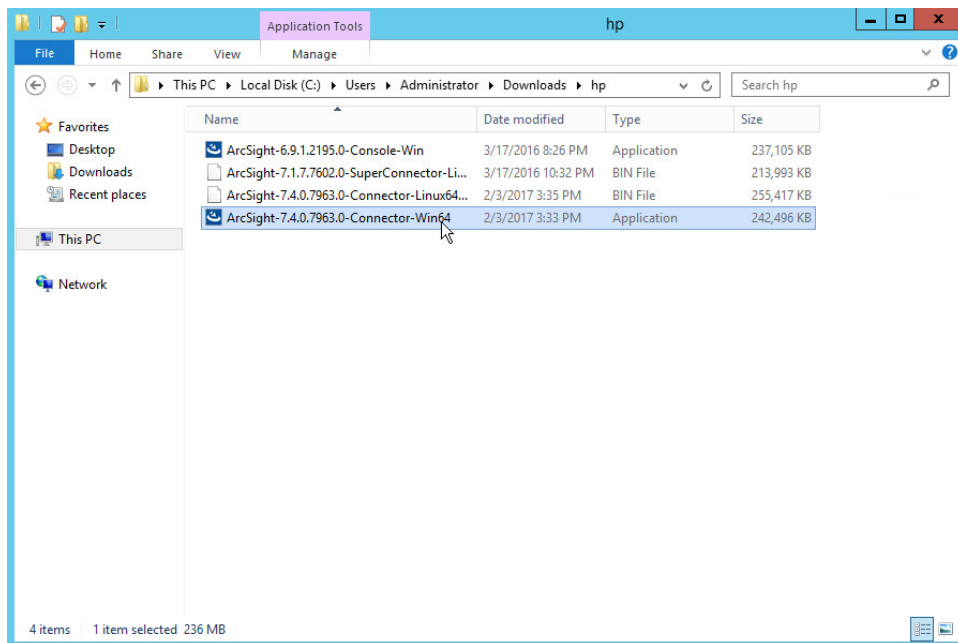 Application Tools
hp
File Home Share View Manage
This PC Local Disk (C:) Users Administrator Downloads hp
Search hp
Favorites
Desktop
Downloads
Recent places
This PC
Network
Name Date modified Type Size
ArcSight-6.9.1.2195.0-Console-Win 3/17/2016 8:26 PM Application 237,105 KB
ArcSight-7.1.7.7602.0-SuperConnector-Li... 3/17/2016 10:32 PM BIN File 213,993 KB
ArcSight-7.4.0.7963.0-Connector-Linux64... 2/3/2017 3:35 PM BIN File 255,417 KB
ArcSight-7.4.0.7963.0-Connector-Win64 2/3/2017 3:33 PM Application 242,496 KB
4 items 1 item selected 236 MB